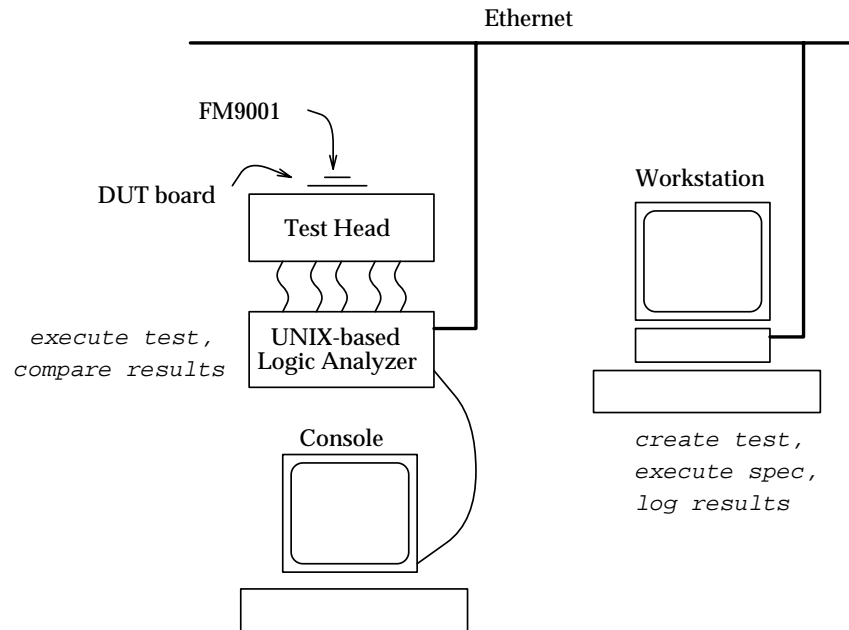 Ethernet
FM9001
DUT board
Workstation
Test Head
execute test,
compare results
UNIX-based
Logic Analyzer
Console
create test,
execute spec,
log results